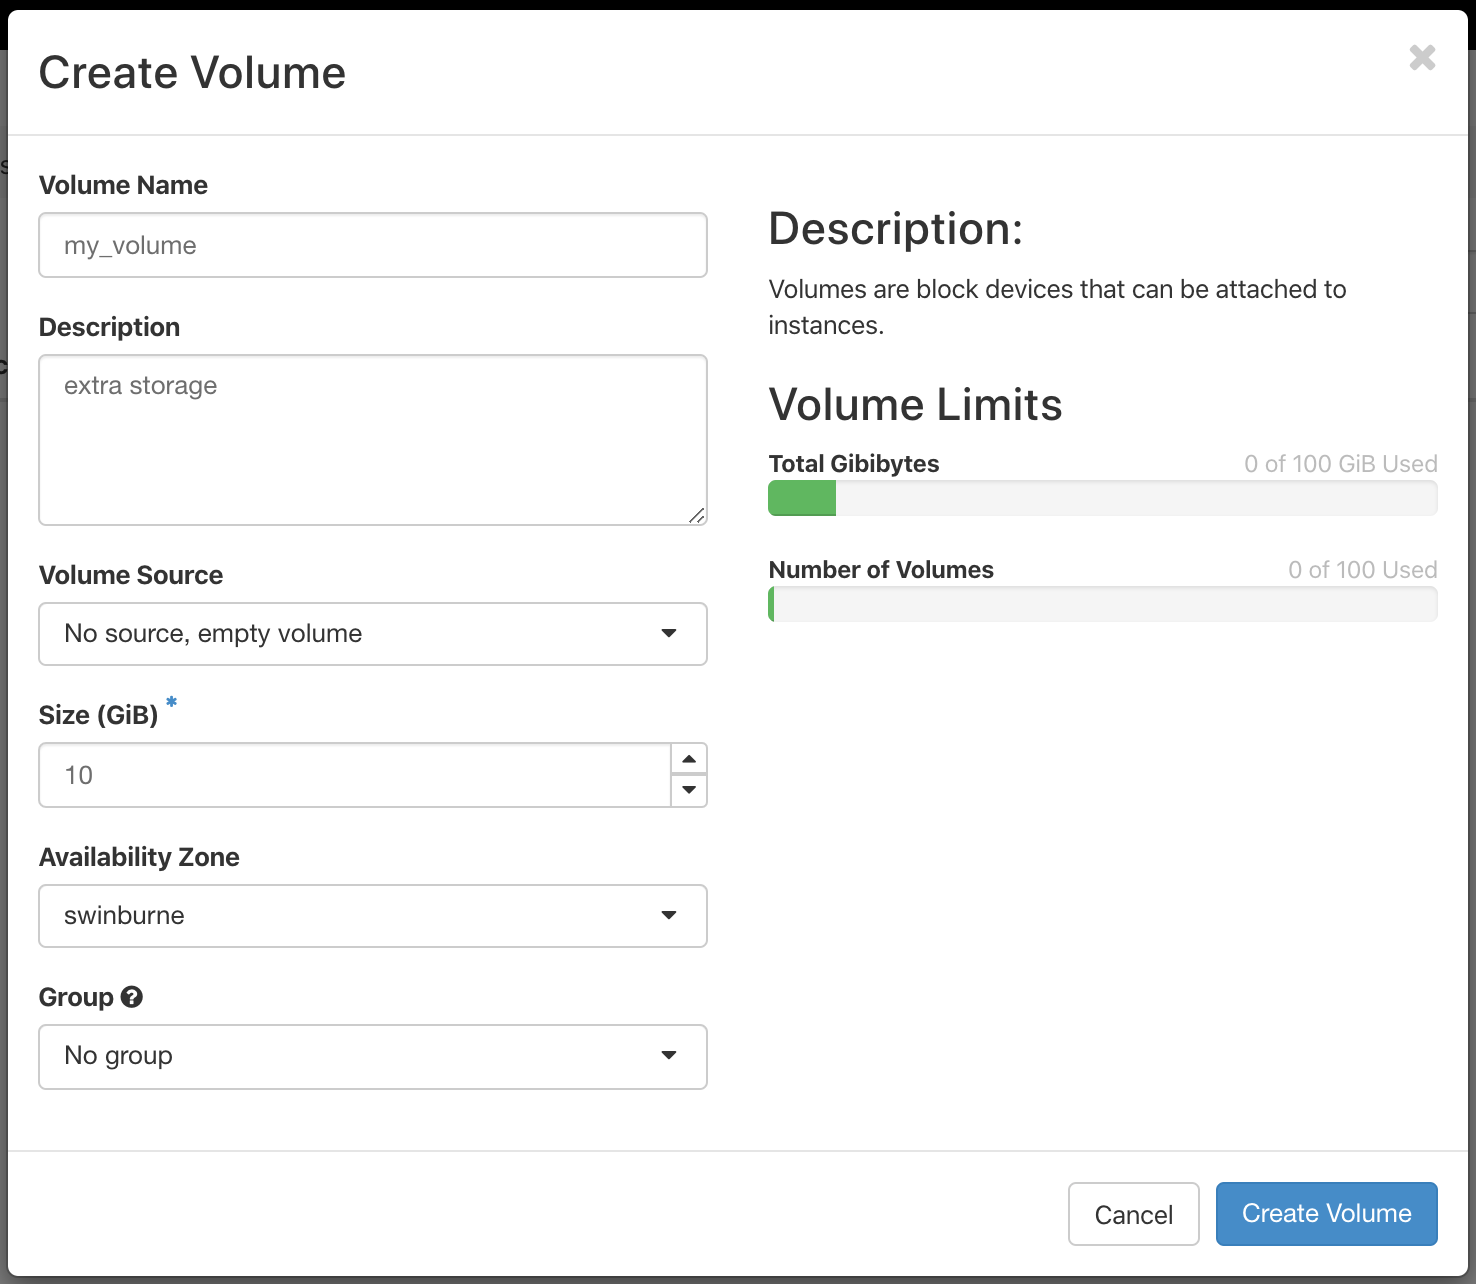 Create Volume
Volume Name
my_volume
Description
extra storage
Volume Source
No source, empty volume
Size (GiB) *
10
Availability Zone
swinburne
Group
No group
Description:
Volumes are block devices that can be attached to
instances.
Volume Limits
Total Gibibytes 0 of 100 GiB Used
Number of Volumes 0 of 100 Used
Cancel Create Volume